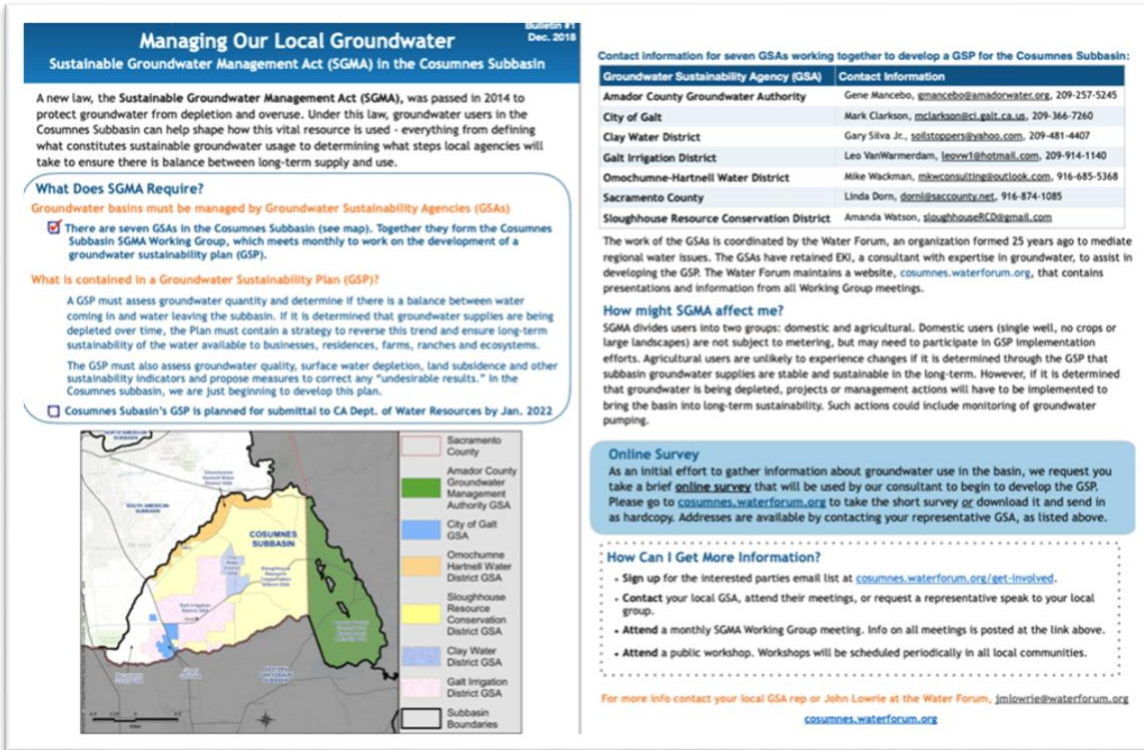 Bulletin #1
Dec. 2018
Managing Our Local Groundwater
Sustainable Groundwater Management Act (SGMA) in the Cosumnes Subbasin
A new law, the Sustainable Groundwater Management Act (SGMA), was passed in 2014 to
protect groundwater from depletion and overuse. Under this law, groundwater users in the
Cosumnes Subbasin can help shape how this vital resource is used - everything from defining
what constitutes sustainable groundwater usage to determining what steps local agencies will
take to ensure there is balance between long-term supply and use.
What Does SGMA Require?
Groundwater basins must be managed by Groundwater Sustainability Agencies (GSAs)
There are seven GSAs in the Cosumnes Subbasin (see map). Together they form the Cosumnes
Subbasin SGMA Working Group, which meets monthly to work on the development of a
groundwater sustainability plan (GSP).
What is contained in a Groundwater Sustainability Plan (GSP)?
A GSP must assess groundwater quantity and determine if there is a balance between water
coming in and water leaving the subbasin. If it is determined that groundwater supplies are being
depleted over time, the Plan must contain a strategy to reverse this trend and ensure long-term
sustainability of the water available to businesses, residences, farms, ranches and ecosystems.
The GSP must also assess groundwater quality, surface water depletion, land subsidence and other
sustainability indicators and propose measures to correct any “undesirable results.” In the
Cosumnes subbasin, we are just beginning to develop this plan.
Cosumnes Subasin's GSP is planned for submittal to CA Dept. of Water Resources by Jan. 2022
COSUMNES
SUBBASIN
Sacramento
County
Amador County
Groundwater
Management
Authority GSA
City of Galt
GSA
Omochumne
Hartnell Water
District GSA
Sloughhouse
Resource
Conservation
District GSA
Clay Water
District GSA
Galt Irrigation
District GSA
Subbasin
Boundaries
Contact information for seven GSAs working together to develop a GSP for the Cosumnes Subbasin:
Groundwater Sustainability Agency (GSA) Contact Information
Amador County Groundwater Authority Gene Mancebo, gmancebo@amadorwater.org, 209-257-5245
City of Galt Mark Clarkson, mclarkson@ci.galt.ca.us, 209-366-7260
Clay Water District Gary Silva Jr., soilstoppers@yahoo.com, 209-481-4407
Galt Irrigation District Leo VanWarmerdam, leovw1@hotmail.com, 209-914-1140
Omochumne-Hartnell Water District Mike Wackman, mkwconsulting@outlook.com, 916-685-5368
Sacramento County Linda Dorn, dornl@saccounty.net, 916-874-1085
Sloughhouse Resource Conservation District Amanda Watson, sloughhouseRCD@gmail.com
The work of the GSAs is coordinated by the Water Forum, an organization formed 25 years ago to mediate
regional water issues. The GSAs have retained EKI, a consultant with expertise in groundwater, to assist in
developing the GSP. The Water Forum maintains a website, cosumnes.waterforum.org, that contains
presentations and information from all Working Group meetings.
How might SGMA affect me?
SGMA divides users into two groups: domestic and agricultural. Domestic users (single well, no crops or
large landscapes) are not subject to metering, but may need to participate in GSP implementation
efforts. Agricultural users are unlikely to experience changes if it is determined through the GSP that
subbasin groundwater supplies are stable and sustainable in the long-term. However, if it is determined
that groundwater is being depleted, projects or management actions will have to be implemented to
bring the basin into long-term sustainability. Such actions could include monitoring of groundwater
pumping.
Online Survey
As an initial effort to gather information about groundwater use in the basin, we request you
take a brief online survey that will be used by our consultant to begin to develop the GSP.
Please go to cosumnes.waterforum.org to take the short survey or download it and send in
as hardcopy. Addresses are available by contacting your representative GSA, as listed above.
How Can I Get More Information?
• Sign up for the interested parties email list at cosumnes.waterforum.org/get-involved.
• Contact your local GSA, attend their meetings, or request a representative speak to your local
group.
• Attend a monthly SGMA Working Group meeting. Info on all meetings is posted at the link above.
• Attend a public workshop. Workshops will be scheduled periodically in all local communities.
For more info contact your local GSA rep or John Lowrie at the Water Forum, jmlowrie@waterforum.org
cosumnes.waterforum.org